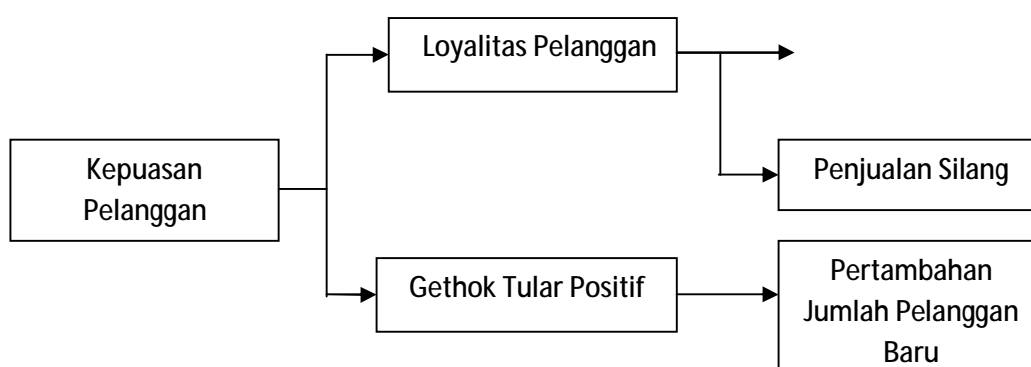 Loyalitas Pelanggan
Kepuasan
Pelanggan
Penjualan Silang
Gethok Tular Positif
Pertambahan
Jumlah Pelanggan
Baru